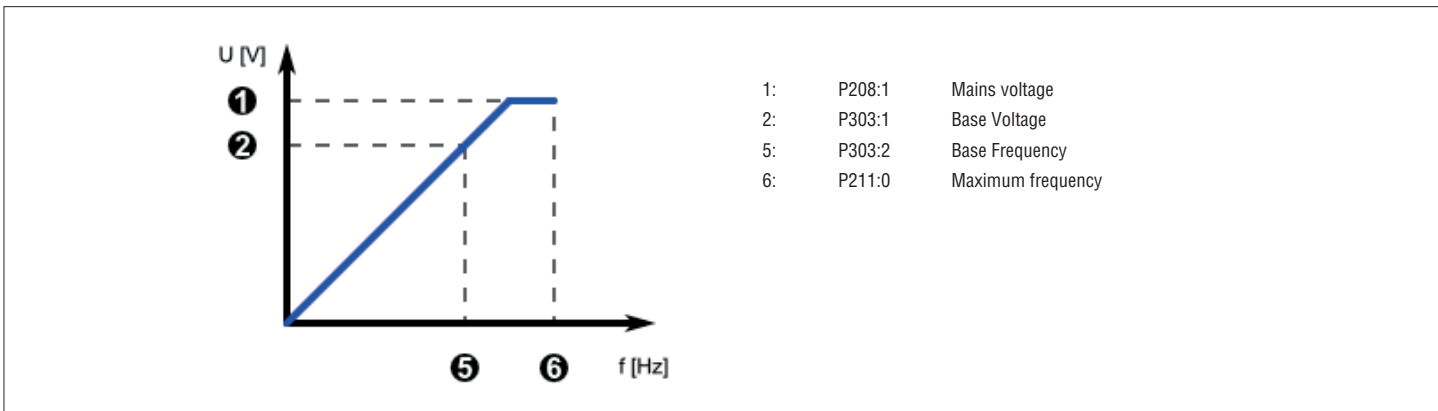 U [V]
1
2
5
6
f [Hz]
1: P208:1 Mains voltage
2: P303:1 Base Voltage
5: P303:2 Base Frequency
6: P211:0 Maximum frequency